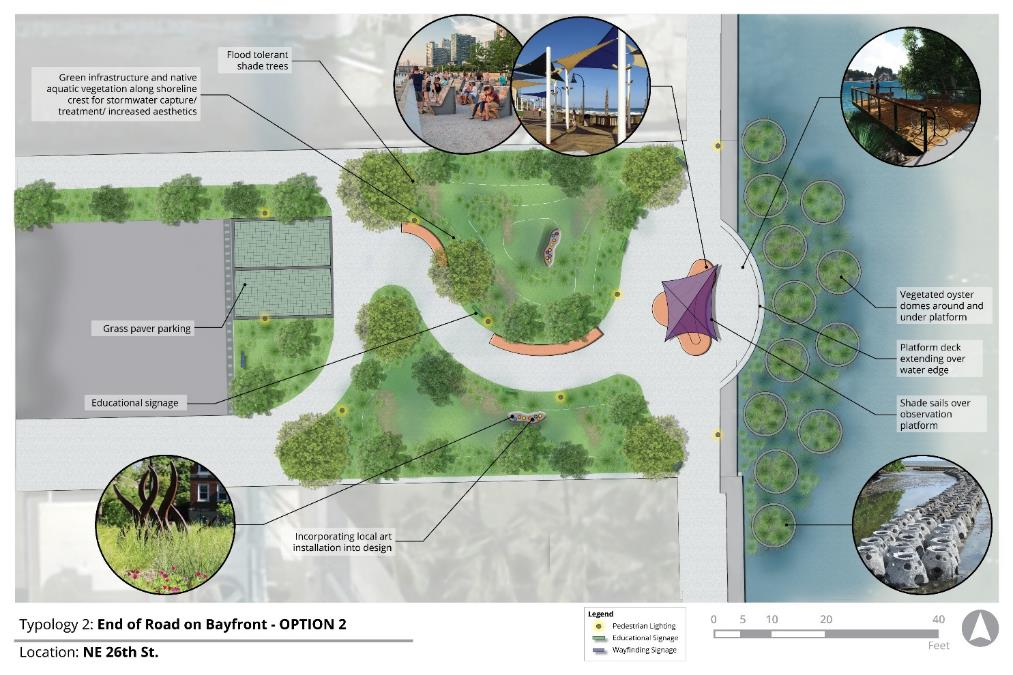 Flood tolerant
shade trees
Green infrastructure and native
aquatic vegetation along shoreline
crest for stormwater capture/
treatment/ increased aesthetics
Grass paver parking
Educational signage
Incorporating local art
installation into design
Vegetated oyster
domes around and
under platform
Platform deck
extending over
water edge
Shade sails over
observation
platform
Typology 2: End of Road on Bayfront - OPTION 2
Location: NE 26th St.
Legend
Pedestrian Lighting
Educational Signage
Wayfinding Signage
0 5 10 20 40
Feet